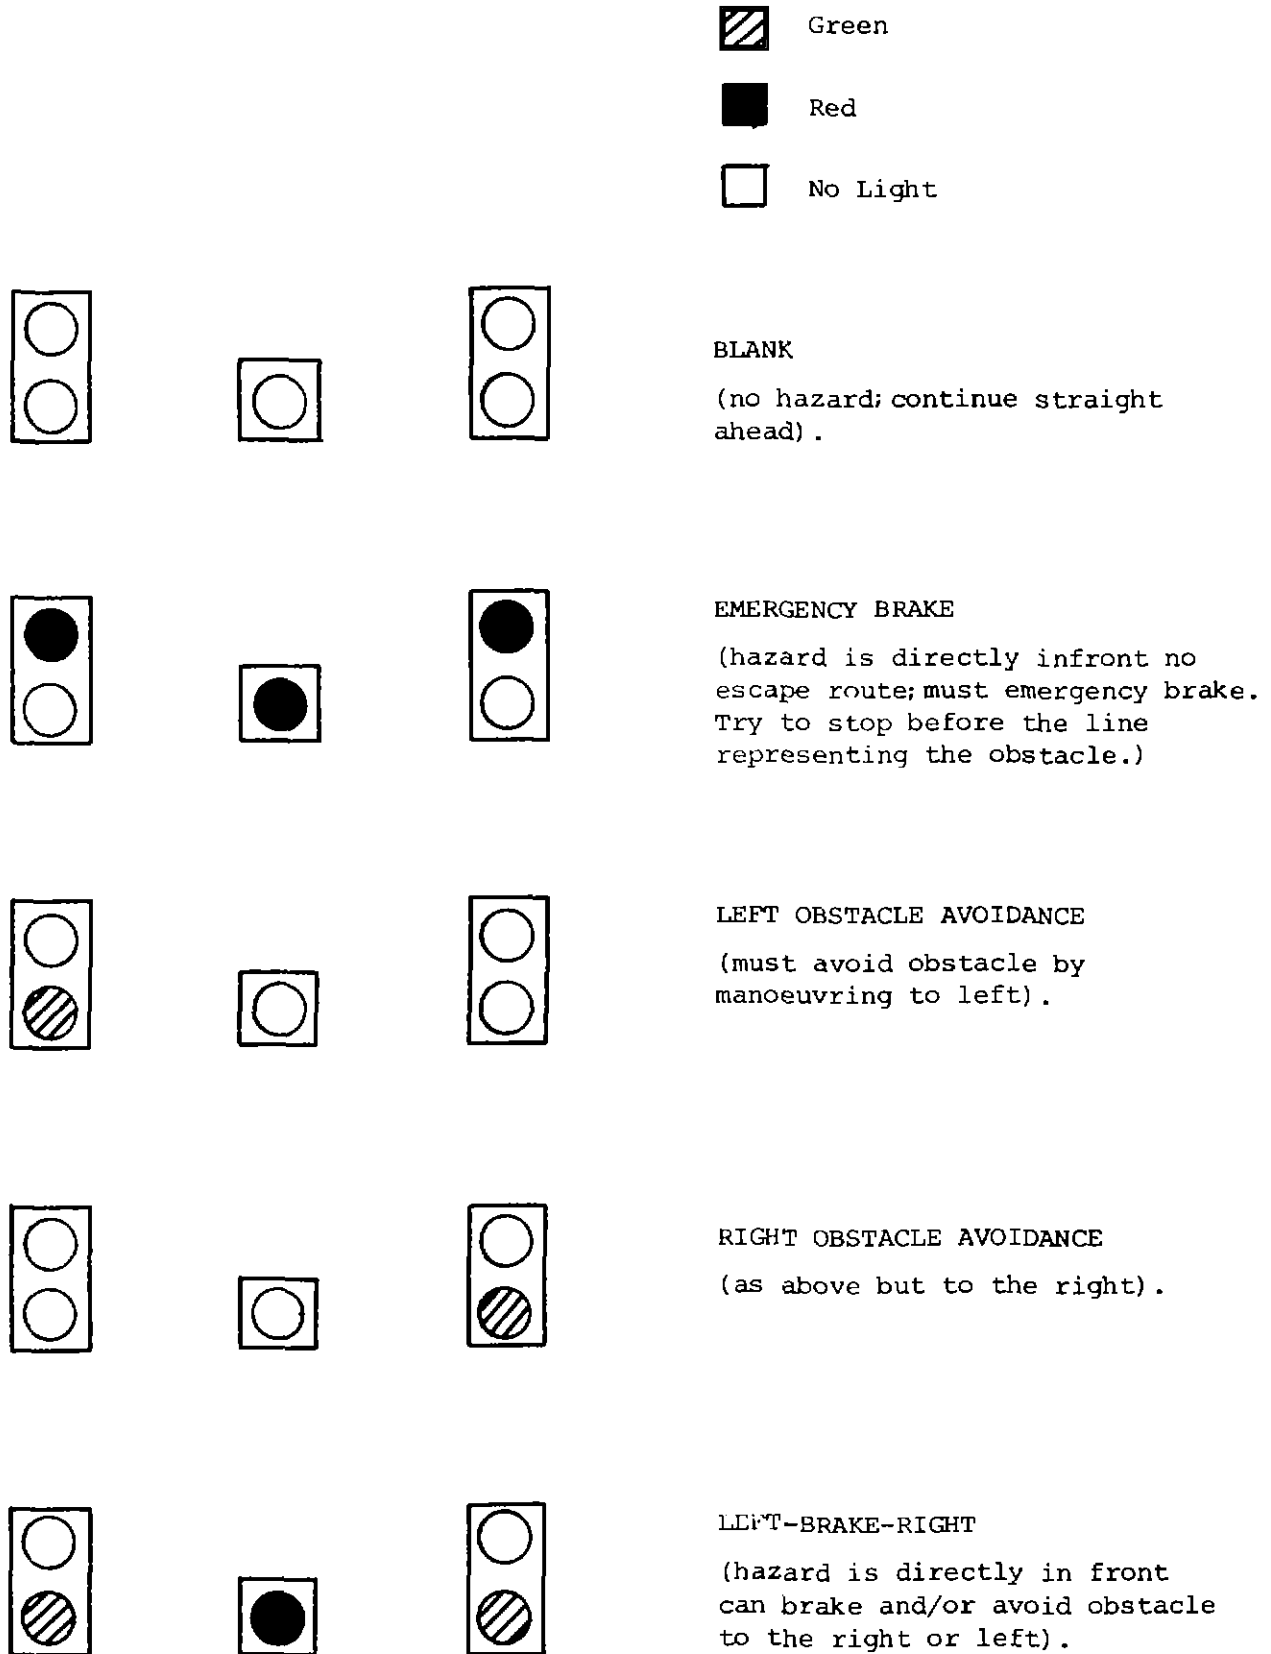 Green
Red
No Light
BLANK
(no hazard; continue straight
ahead).
EMERGENCY BRAKE
(hazard is directly infront no
escape route; must emergency brake.
Try to stop before the line
representing the obstacle.)
LEFT OBSTACLE AVOIDANCE
(must avoid obstacle by
manoeuvring to left).
RIGHT OBSTACLE AVOIDANCE
(as above but to the right).
LEFT-BRAKE-RIGHT
(hazard is directly in front
can brake and/or avoid obstacle
to the right or left).